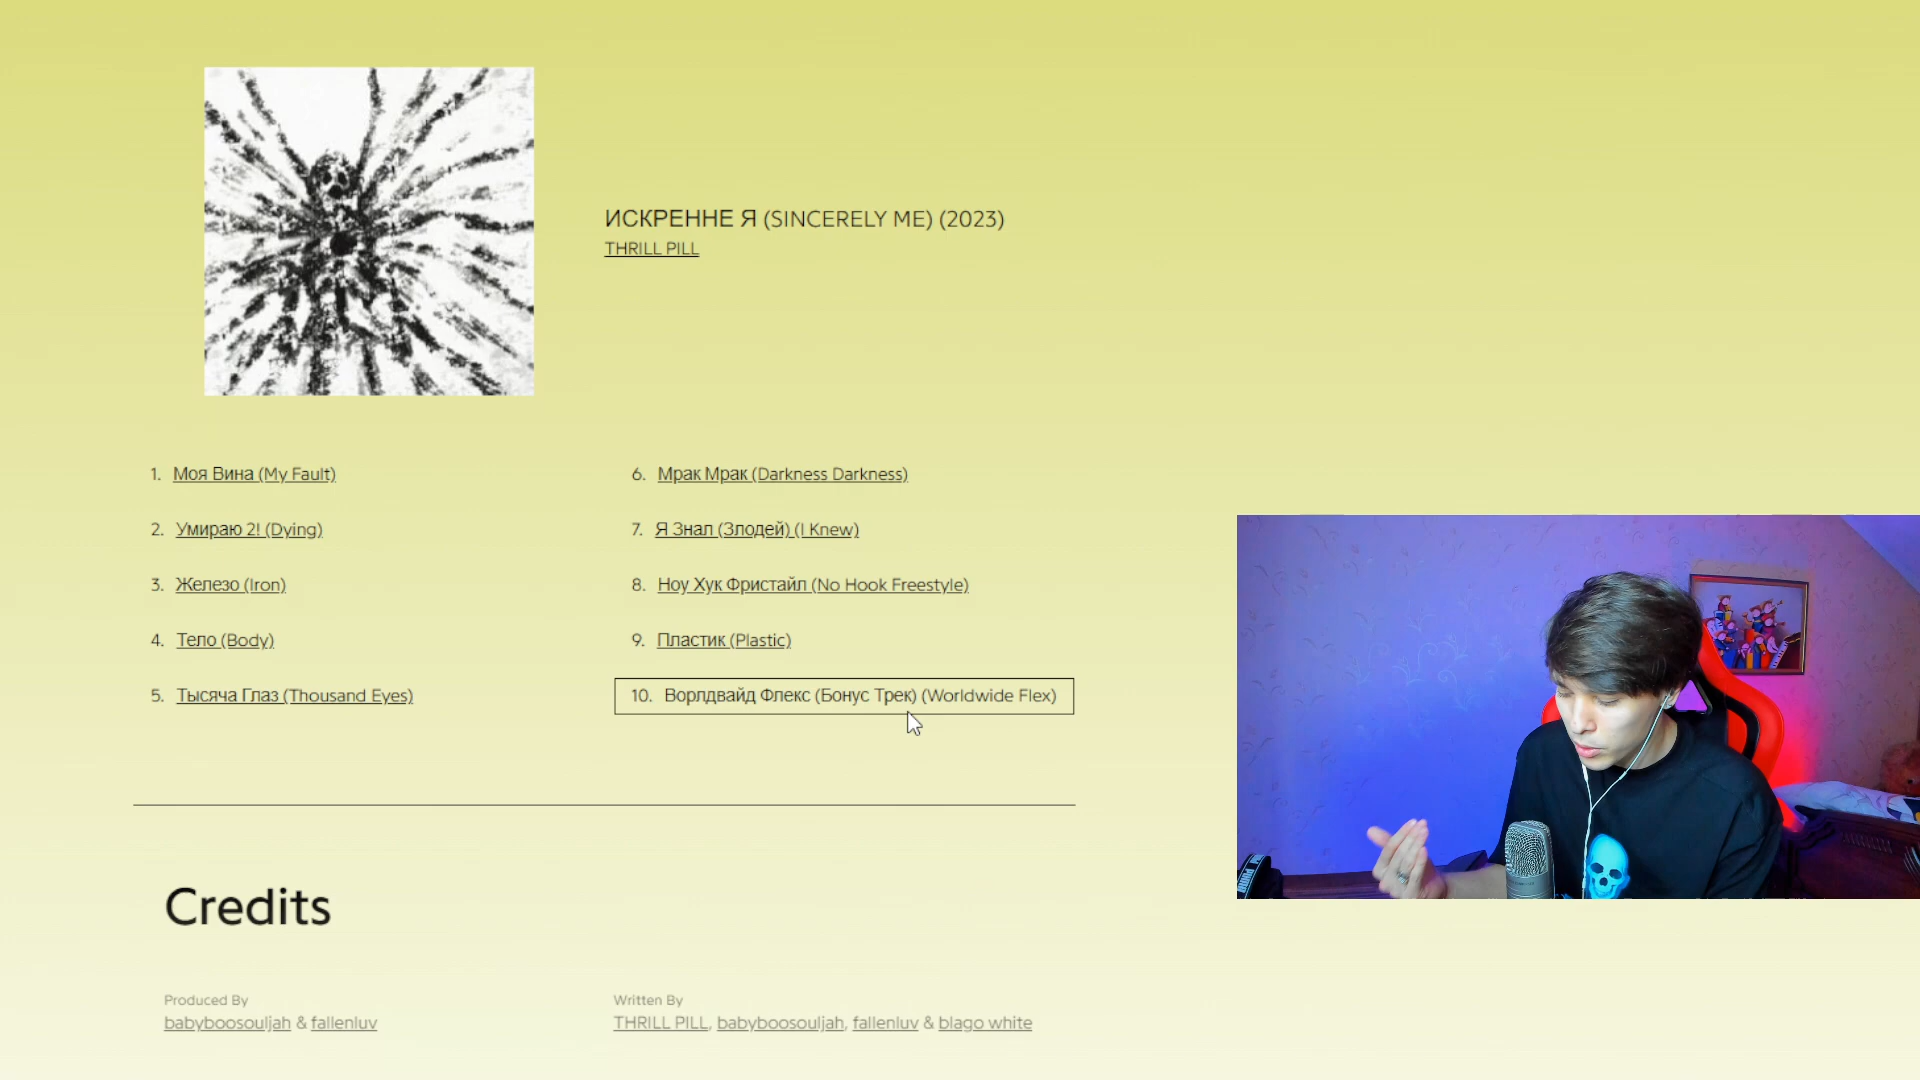 ИСКРЕННЕ Я (SINCERELY ME) (2023)
THRILL PILL
1. Моя Вина (My Fault)
2. Умираю 2! (Dying)
3. Железо (Iron)
4. Тело (Body)
5. Тысяча Глаз (Thousand Eyes)
6. Мрак Мрак (Darkness Darkness)
7. Я Знал (Злодей) (I Knew)
8. Ноу Хук Фристайл (No Hook Freestyle)
9. Пластик (Plastic)
10. Ворлдвайд Флекс (Бонус Трек) (Worldwide Flex)
Credits
Produced By
babyboosouljah & fallenluv
Written By
THRILL PILL, babyboosouljah, fallenluv & blago white